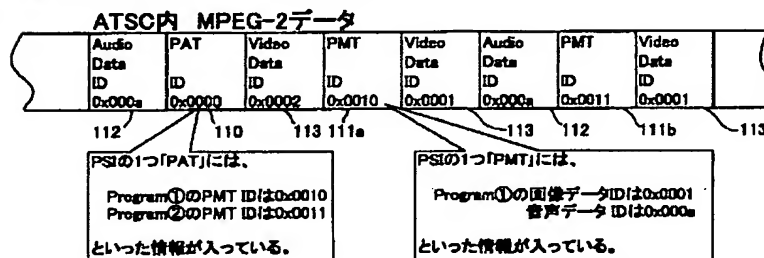 ATSC内 MPEG-2データ
Audio Data ID 0x000a
PAT ID 0x0000
Video Data ID 0x0002
PMT ID 0x0010
Video Data ID 0x0001
Audio Data ID 0x000a
PMT ID 0x0011
Video Data ID 0x0001
112
110
113
111a
113
112
111b
113
PSIの1つ「PAT」には、
Program①のPMT IDは0x0010
Program②のPMT IDは0x0011
といった情報が入っている。
PSIの1つ「PMT」には、
Program①の画像データIDは0x0001
音声データ IDは0x000a
といった情報が入っている。